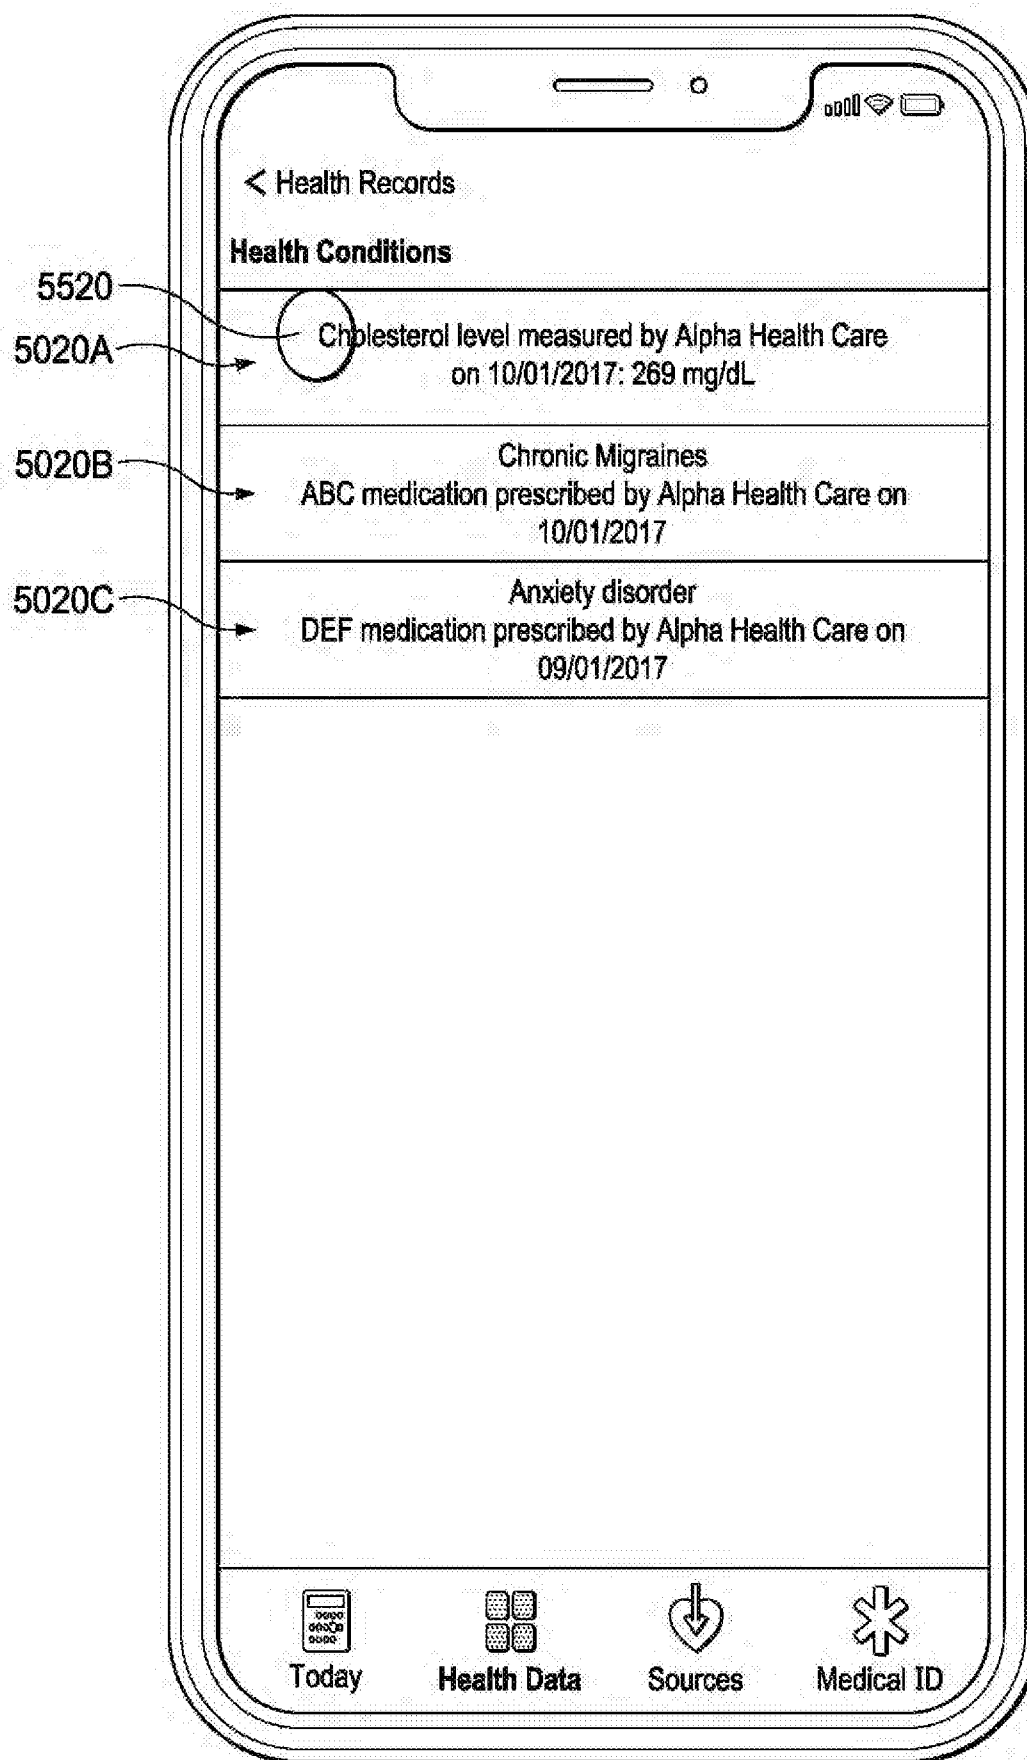 < Health Records
Health Conditions
5520
5020A
Cholesterol level measured by Alpha Health Care
on 10/01/2017: 269 mg/dL
5020B
Chronic Migraines
ABC medication prescribed by Alpha Health Care on
10/01/2017
5020C
Anxiety disorder
DEF medication prescribed by Alpha Health Care on
09/01/2017
Today
Health Data
Sources
Medical ID